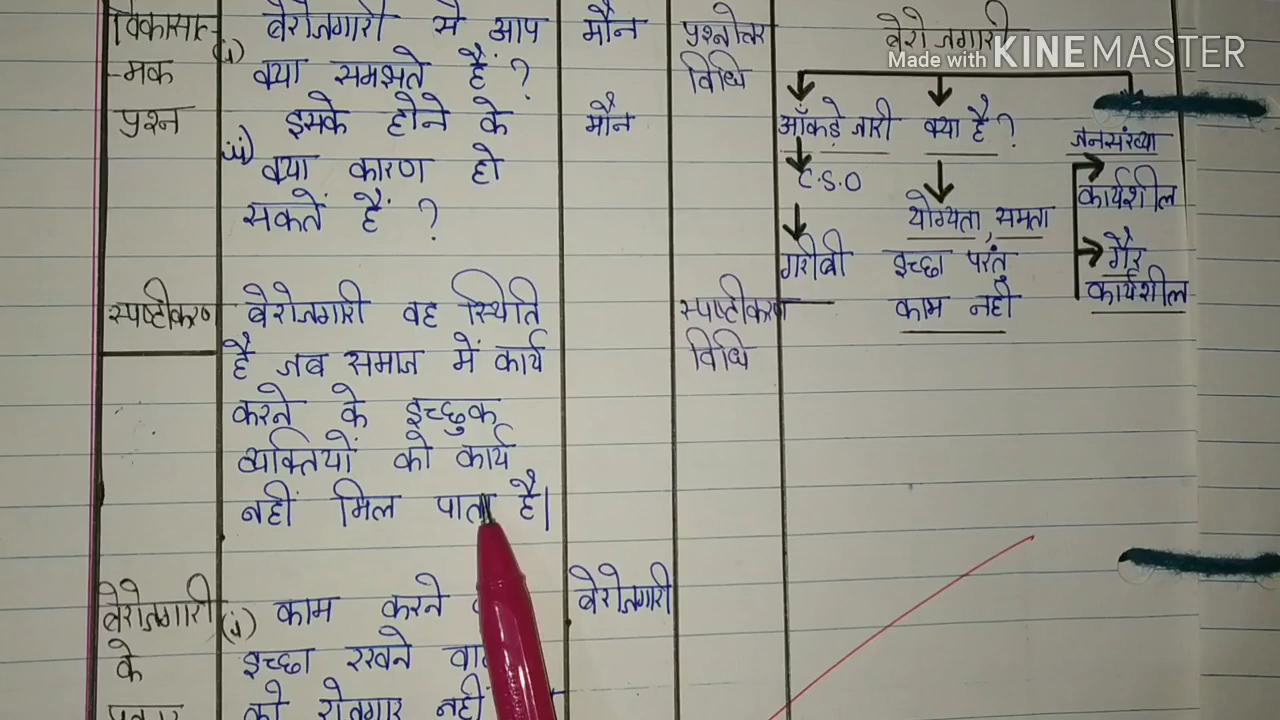 विकासात-
मक
प्रश्न
(i) बेरोजगारी से आप
क्या समझते हैं ?
ii) इसके होने के
क्या कारण हो
सकतें हैं ?
मौन
मौन
प्रश्नोत्तर
विधि
बेरोजगारी
Made with KINEMASTER
आँकड़े जारी
C.S.O
गरीबी
क्या है ?
योग्यता, क्षमता
इच्छा परंतु
काम नही
जनसंख्या
कार्यशील
गैर
कार्यशील
स्पष्टीकरण
बेरोजगारी वह स्थिति
है जब समाज में कार्य
करने के इच्छुक
व्यक्तियों को कार्य
नहीं मिल पाता है।
स्पष्टीकरण
विधि
बेरोजगारी
के
(i) काम करने
इच्छा रखने
को रोजगार नहीं
बेरोजगारी